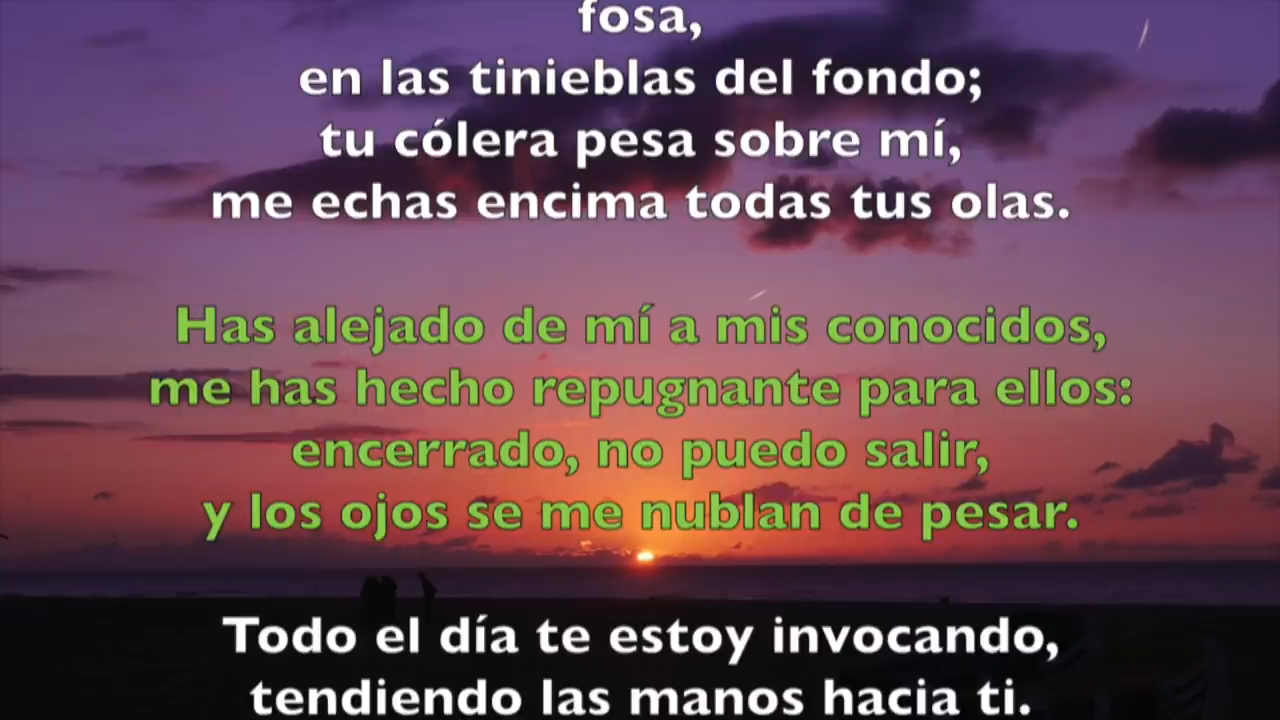 fosa,
en las tinieblas del fondo;
tu cólera pesa sobre mí,
me echas encima todas tus olas.
Has alejado de mí a mis conocidos,
me has hecho repugnante para ellos:
encerrado, no puedo salir,
y los ojos se me nublan de pesar.
Todo el día te estoy invocando,
tendiendo las manos hacia ti.